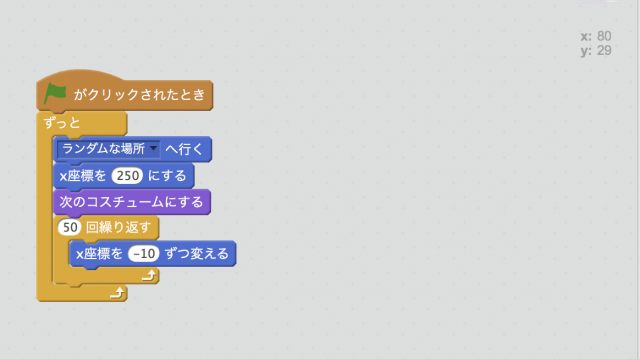 x: 80
y: 29
がクリックされたとき
ずっと
ランダムな場所 へ行く
x座標を 250 にする
次のコスチュームにする
50 回繰り返す
x座標を -10 ずつ変える